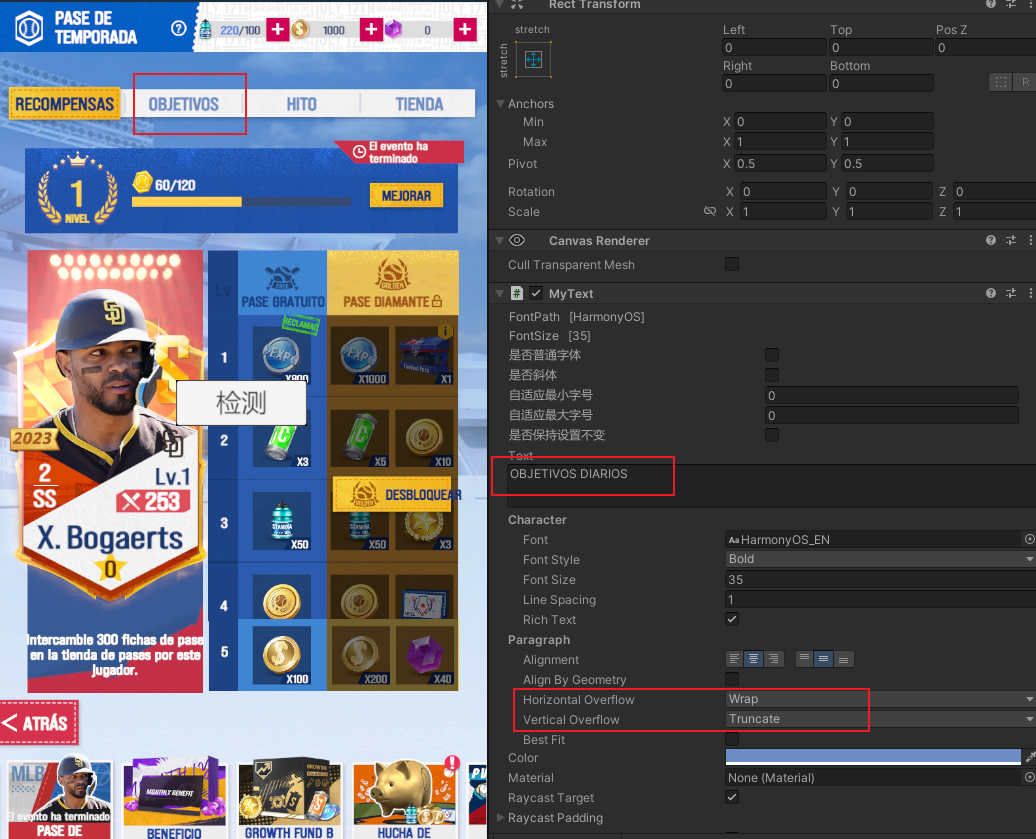 PASE DE
TEMPORADA
?
220/100
1000
0
RECOMPENSAS
OBJETIVOS
HITO
TIENDA
El evento ha
terminado
1
NIVEL
60/120
MEJORAR
Lv
FREE
PASE GRATUITO
GOLDEN
PASE DIAMANTE
RECLAMAD
1
EXP
X800
EXP
X1000
X1
检测
2
X3
X5
X10
DESBLOQUEAR
3
STAMINA
X50
STAMINA
X50
X3
4
5
X100
X200
X40
2023
2
SS
Lv.1
253
X. Bogaerts
0
Intercambie 300 fichas de pase
en la tienda de pases por este
jugador.
< ATRÁS
MLB
El evento ha terminado
PASE DE
MONTHLY BENEFIT
BENEFICIO
GROWTH
FUND
GROWTH FUND B
HUCHA DE
Rect Transform
stretch
stretch
Left
Top
Pos Z
0
0
0
Right
Bottom
0
0
R
Anchors
Min
X 0
Y 0
Max
X 1
Y 1
Pivot
X 0.5
Y 0.5
Rotation
X 0
Y 0
Z 0
Scale
X 1
Y 1
Z 1
Canvas Renderer
Cull Transparent Mesh
# MyText
FontPath [HarmonyOS]
FontSize [35]
是否普通字体
是否斜体
自适应最小字号
0
自适应最大字号
0
是否保持设置不变
Text
OBJETIVOS DIARIOS
Character
Font
Aa HarmonyOS_EN
Font Style
Bold
Font Size
35
Line Spacing
1
Rich Text
Paragraph
Alignment
Align By Geometry
Horizontal Overflow
Wrap
Vertical Overflow
Truncate
Best Fit
Color
Material
None (Material)
Raycast Target
Raycast Padding